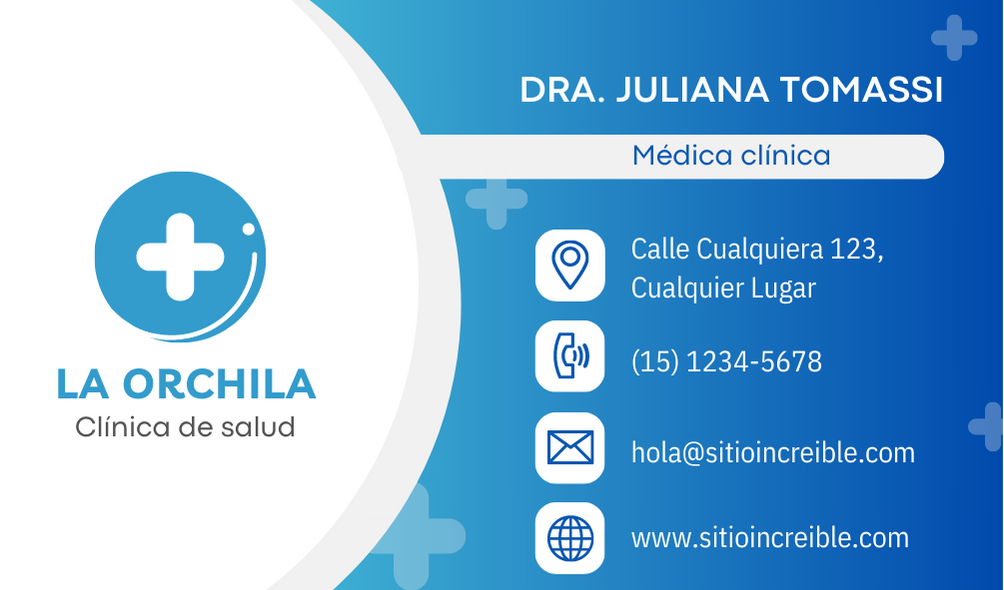 LA ORCHILA
Clínica de salud
DRA. JULIANA TOMASSI
Médica clínica
Calle Cualquiera 123,
Cualquier Lugar
(15) 1234-5678
hola@sitioincreible.com
www.sitioincreible.com